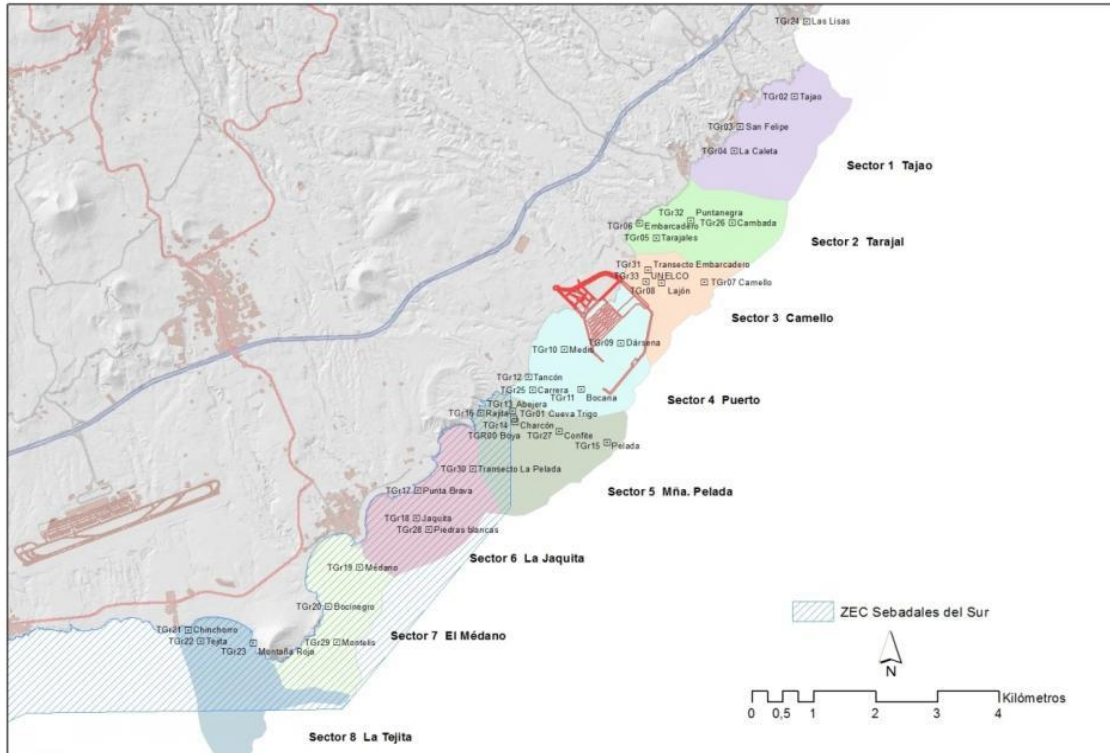 TGr24 Las Lisas
TGr02 Tajao
TGr03 San Felipe
TGr04 La Caleta
Sector 1 Tajao
TGr32 Puntanegra
TGr06 Embarcadero
TGr26 Cambada
TGr05 Tarajales
Sector 2 Tarajal
TGr31 Transecto Embarcadero
TGr33 UNELCO
TGr08 Lajón
TGr07 Camello
Sector 3 Camello
TGr09 Dársena
TGr10 Medio
TGr12 Tancón
TGr25 Carrera
TGr11 Bocana
Sector 4 Puerto
TGr13 Abejera
TGr16 Rajita
TGr01 Cueva Trigo
TGr14 Charcón
TGR00 Boya
TGr27 Confite
TGr15 Pelada
Sector 5 Mña. Pelada
TGr30 Transecto La Pelada
TGr17 Punta Brava
TGr18 Jaquita
TGr28 Piedras blancas
Sector 6 La Jaquita
TGr19 Médano
TGr20 Bocinegro
TGr29 Montelis
Sector 7 El Médano
TGr21 Chinchorro
TGr22 Tejita
TGr23 Montaña Roja
Sector 8 La Tejita
ZEC Sebadales del Sur
N
Kilómetros
0 0,5 1 2 3 4